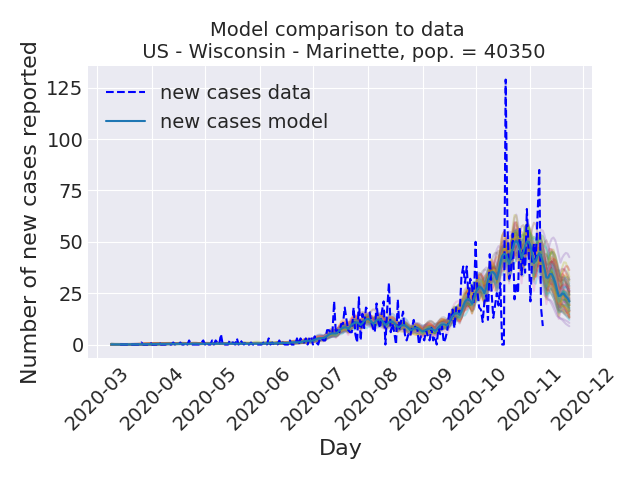 Model comparison to data
US - Wisconsin - Marinette, pop. = 40350
Number of new cases reported
125
100
75
50
25
0
new cases data
new cases model
2020-03
2020-04
2020-05
2020-06
2020-07
2020-08
2020-09
2020-10
2020-11
2020-12
Day